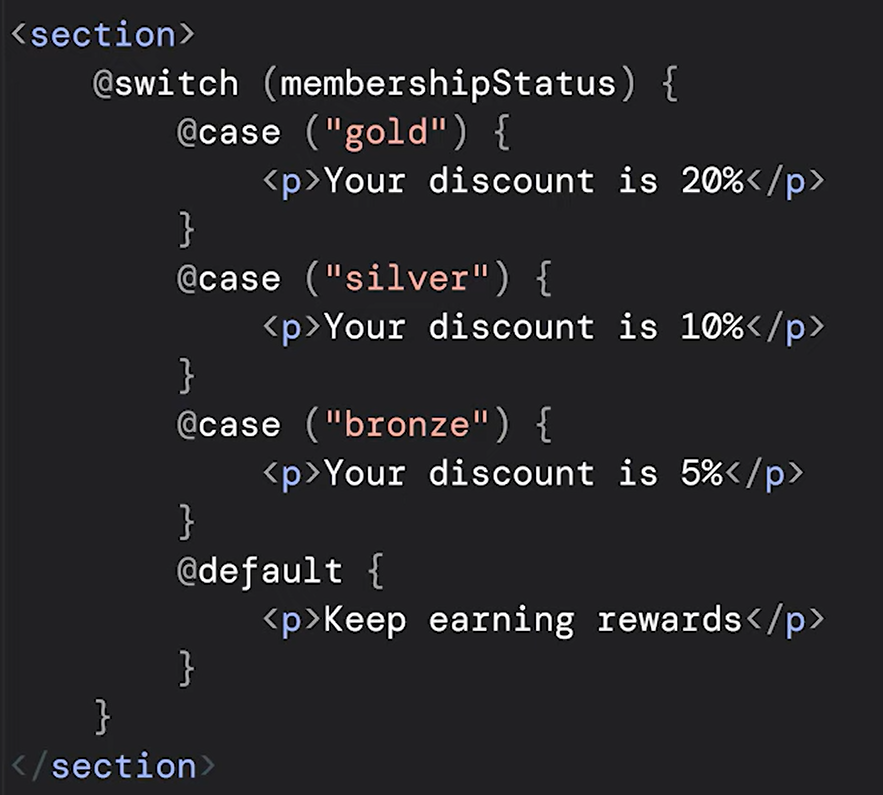 <section>
    @switch (membershipStatus) {
        @case ("gold") {
            <p>Your discount is 20%</p>
        }
        @case ("silver") {
            <p>Your discount is 10%</p>
        }
        @case ("bronze") {
            <p>Your discount is 5%</p>
        }
        @default {
            <p>Keep earning rewards</p>
        }
    }
</section>